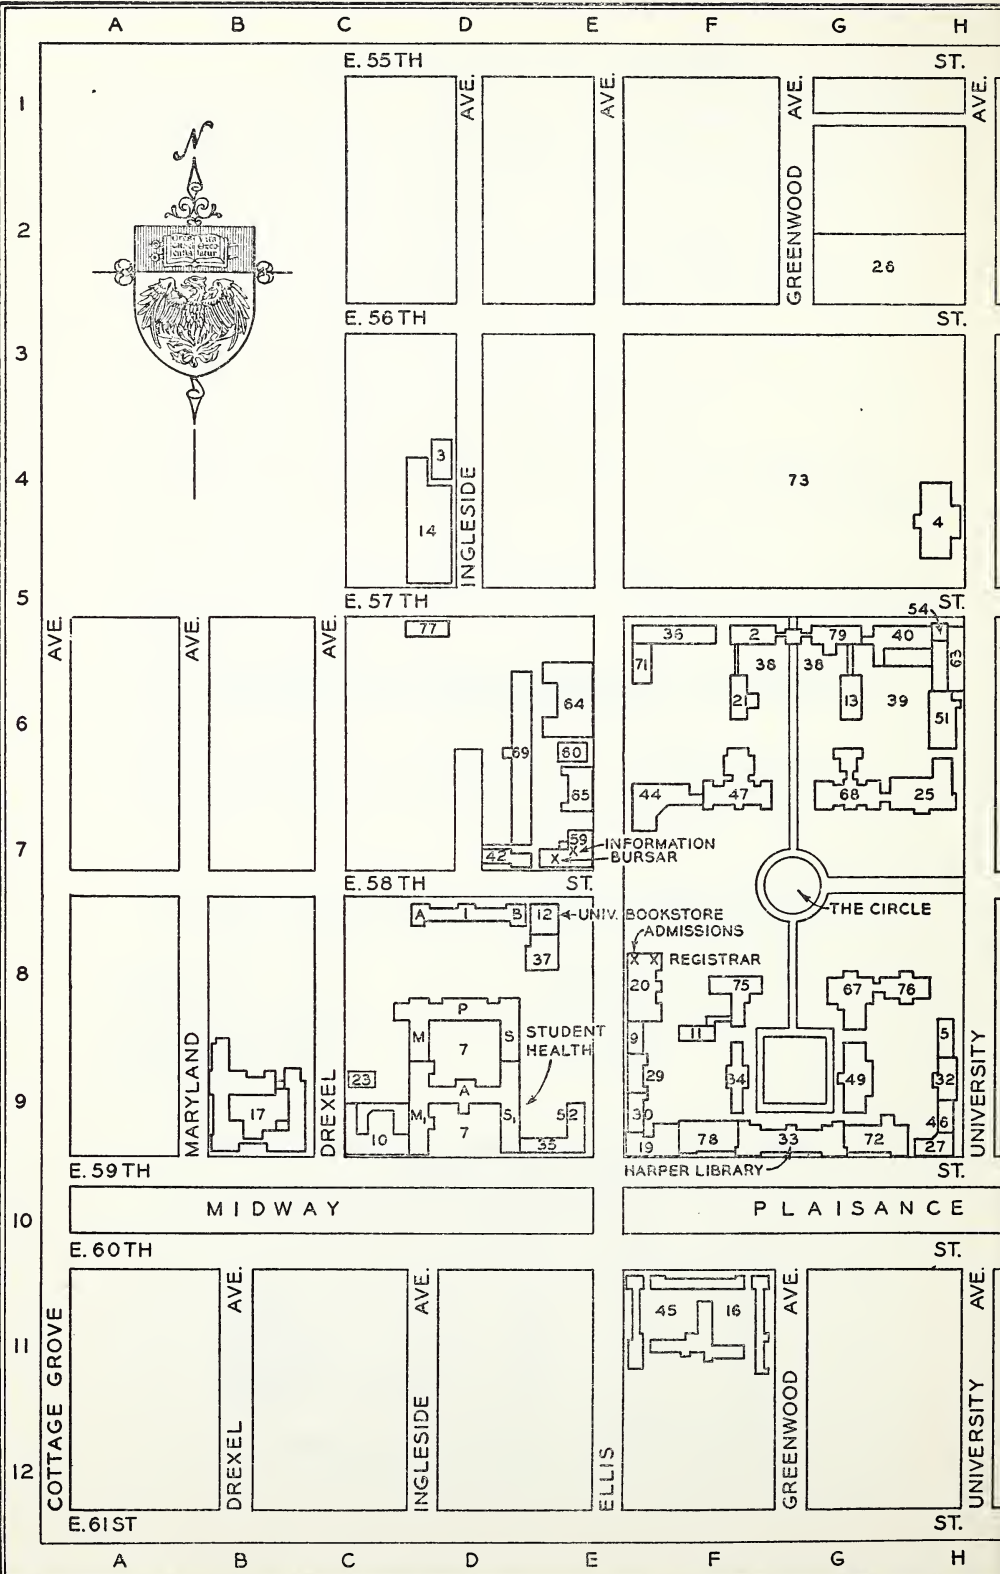 A B C D E F G H
E. 55TH ST.
1 AVE. AVE. AVE. AVE.
N
2
GREENWOOD
26
E. 56TH ST.
3
4
3
73
4
14
INGLESIDE
5
E. 57TH ST.
54
AVE. AVE. AVE.
77
36 2 79 40
71 38 38 63
21 13 39
64
51
6
69 60
65
44 47 68 25
7
59 INFORMATION
42 X X BURSAR
E. 58TH ST.
THE CIRCLE
A 1 B 12 UNIV. BOOKSTORE
ADMISSIONS
37
X X REGISTRAR
8
20 75 67 76
P
M 7 S
STUDENT
HEALTH
9 11 5
MARYLAND
DREXEL
UNIVERSITY
23
A
29 34 49 32
9
17
10
M, 7 S, 52
35
30
46
19 78 33 72 27
E. 59TH ST.
HARPER LIBRARY
10
MIDWAY PLAISANCE
E. 60TH ST.
AVE. AVE. AVE. AVE.
45 16
11
COTTAGE GROVE
DREXEL
INGLESIDE
ELLIS
GREENWOOD
UNIVERSITY
12
E. 61ST ST.
A B C D E F G H